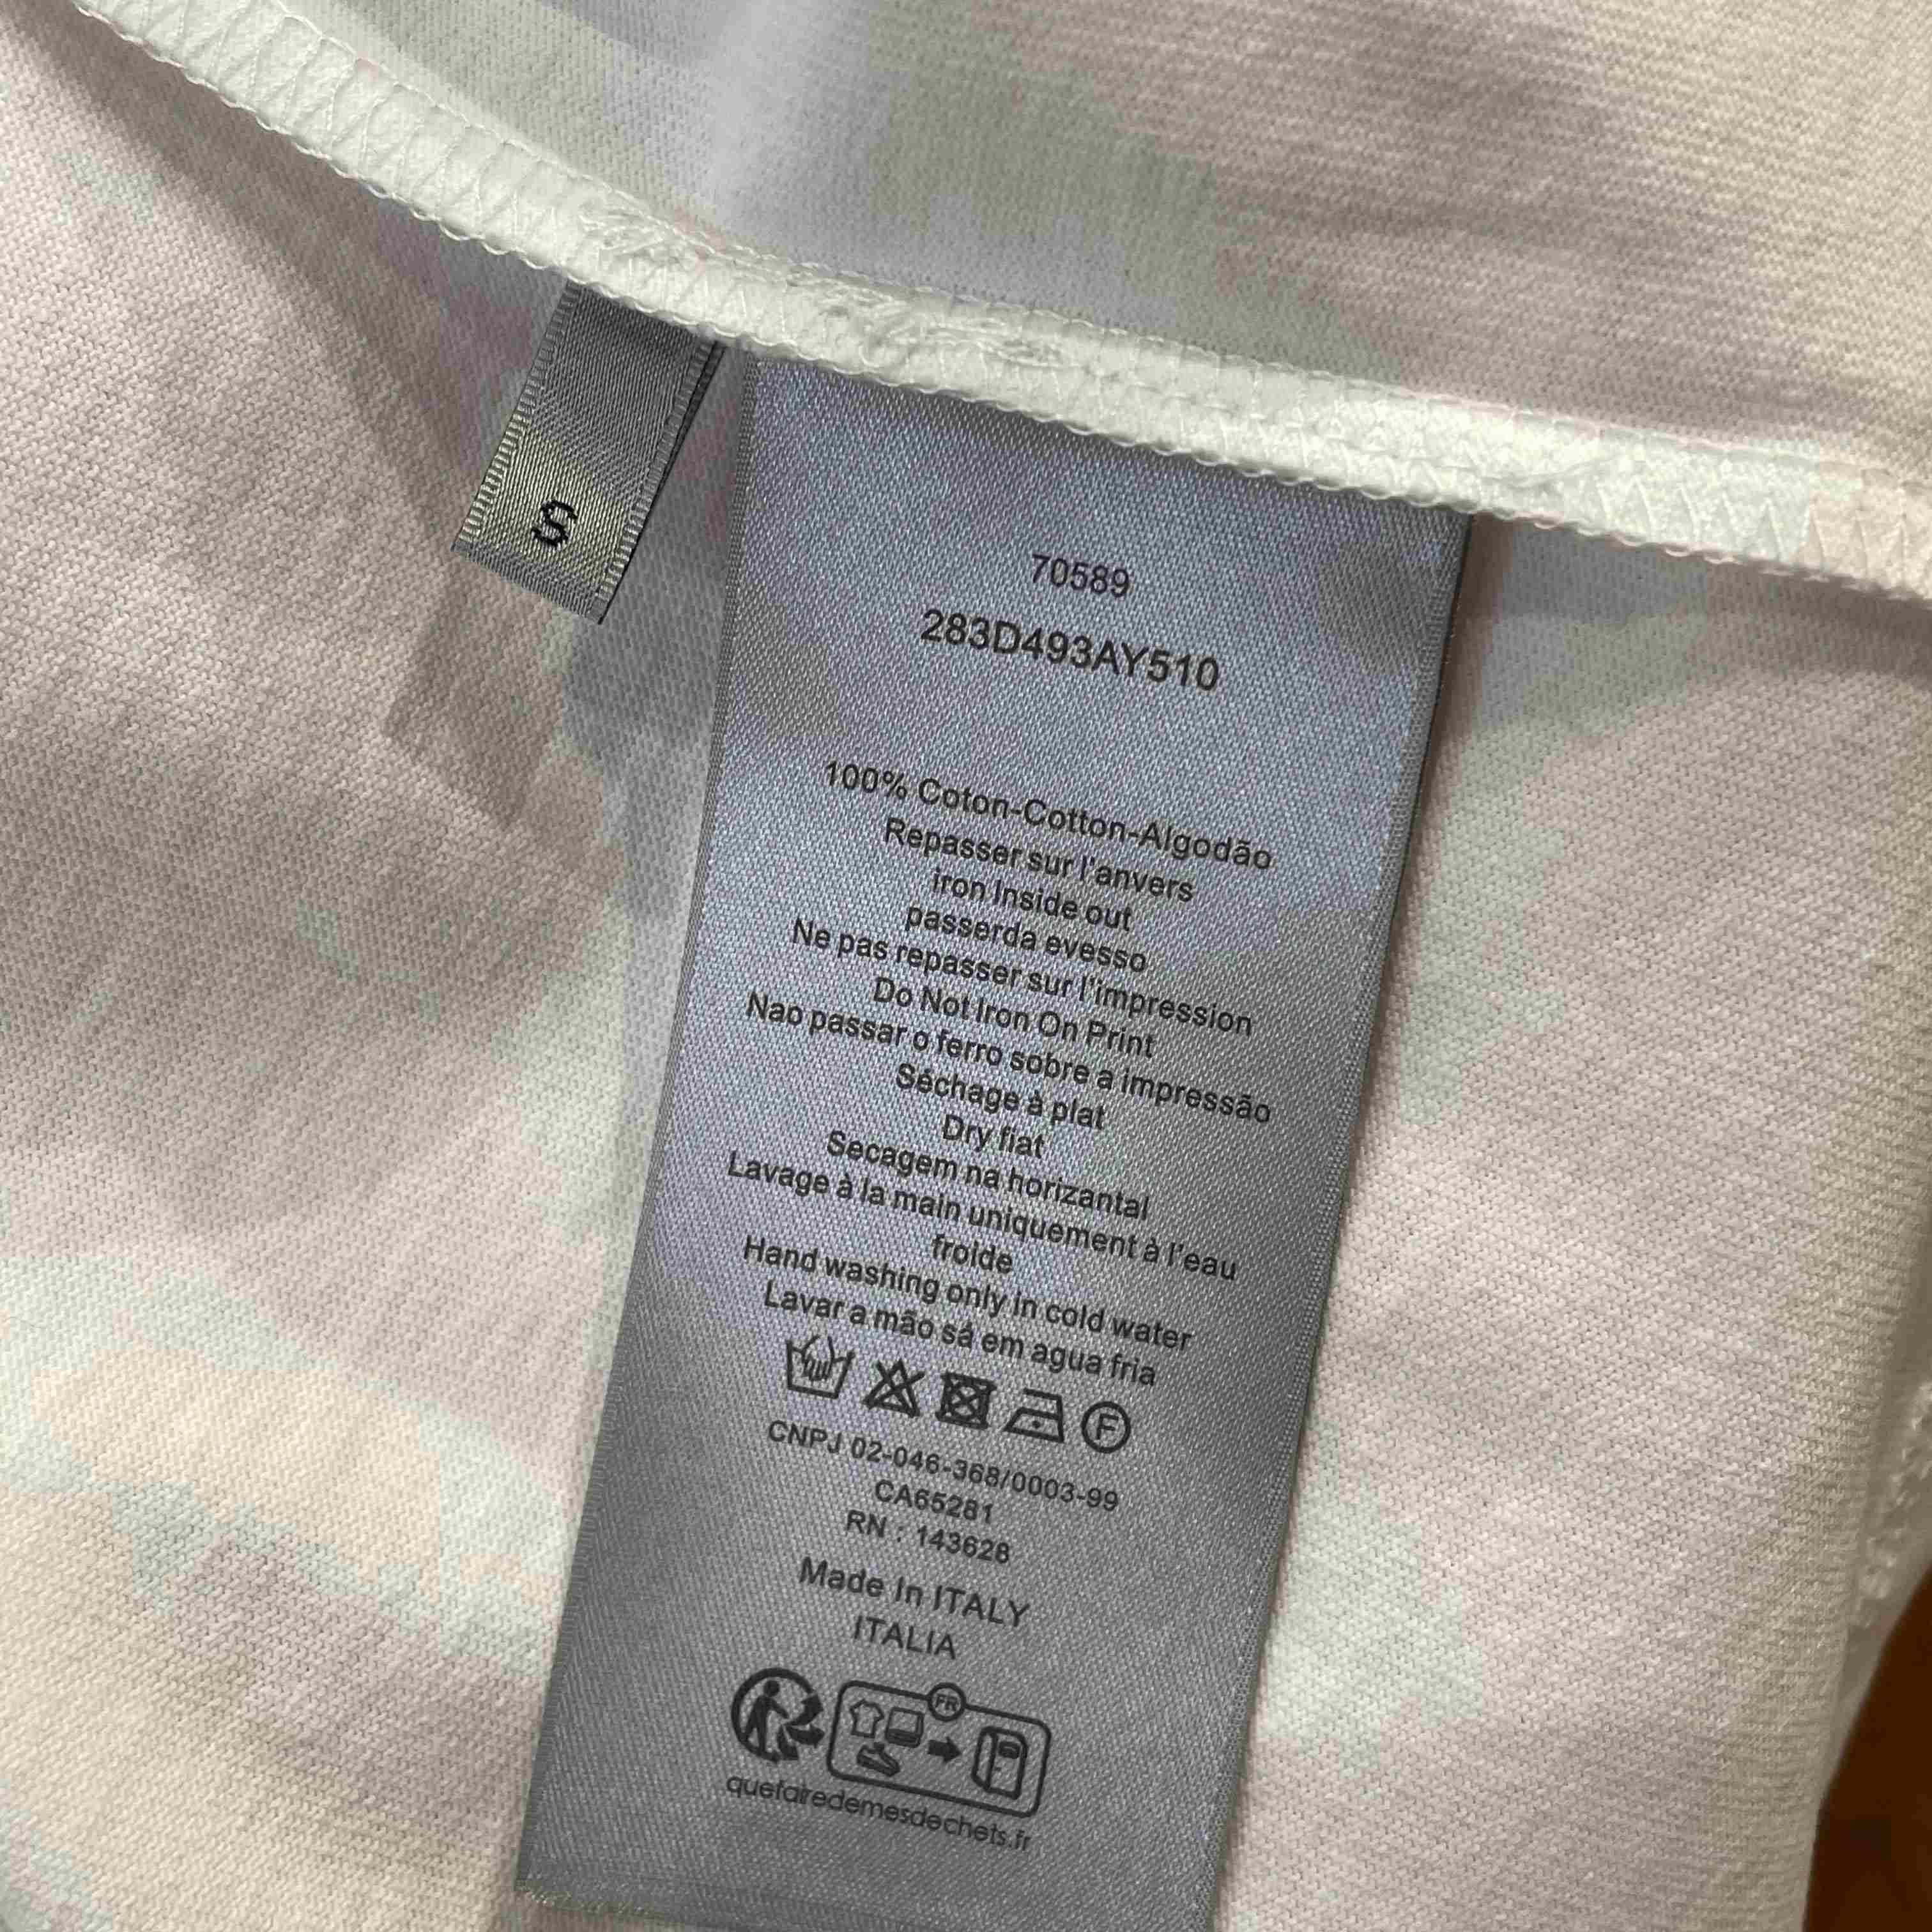 S
70589
283D493AY510
100% Coton-Cotton-Algodão
Repasser sur l'anvers
iron Inside out
passerda evesso
Ne pas repasser sur l'impression
Do Not Iron On Print
Nao passar o ferro sobre a impressão
Séchage à plat
Dry fiat
Secagem na horizantal
Lavage à la main uniquement à l'eau
froide
Hand washing only in cold water
Lavar a mão sá em agua fria
F
CNPJ 02-046-368/0003-99
CA65281
RN : 143628
Made In ITALY
ITALIA
FR
quefairedemesdechets.fr